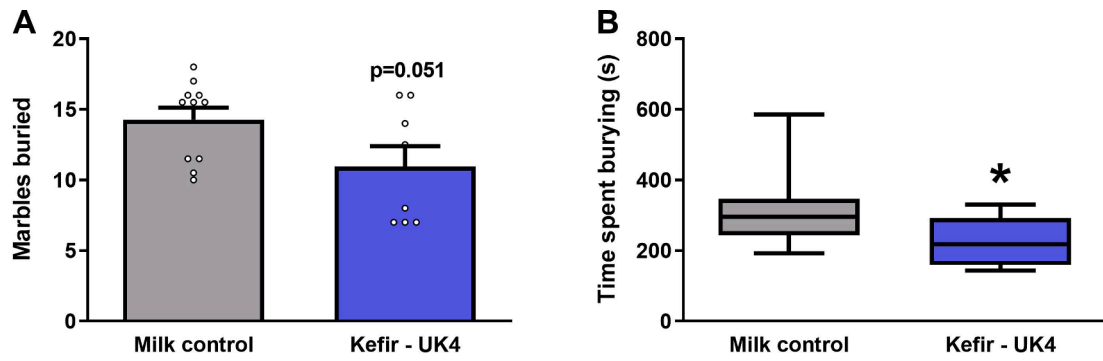 A
Marbles buried
20
15
10
5
0
p=0.051
Milk control
Kefir - UK4
B
Time spent burying (s)
800
600
400
200
0
*
Milk control
Kefir - UK4